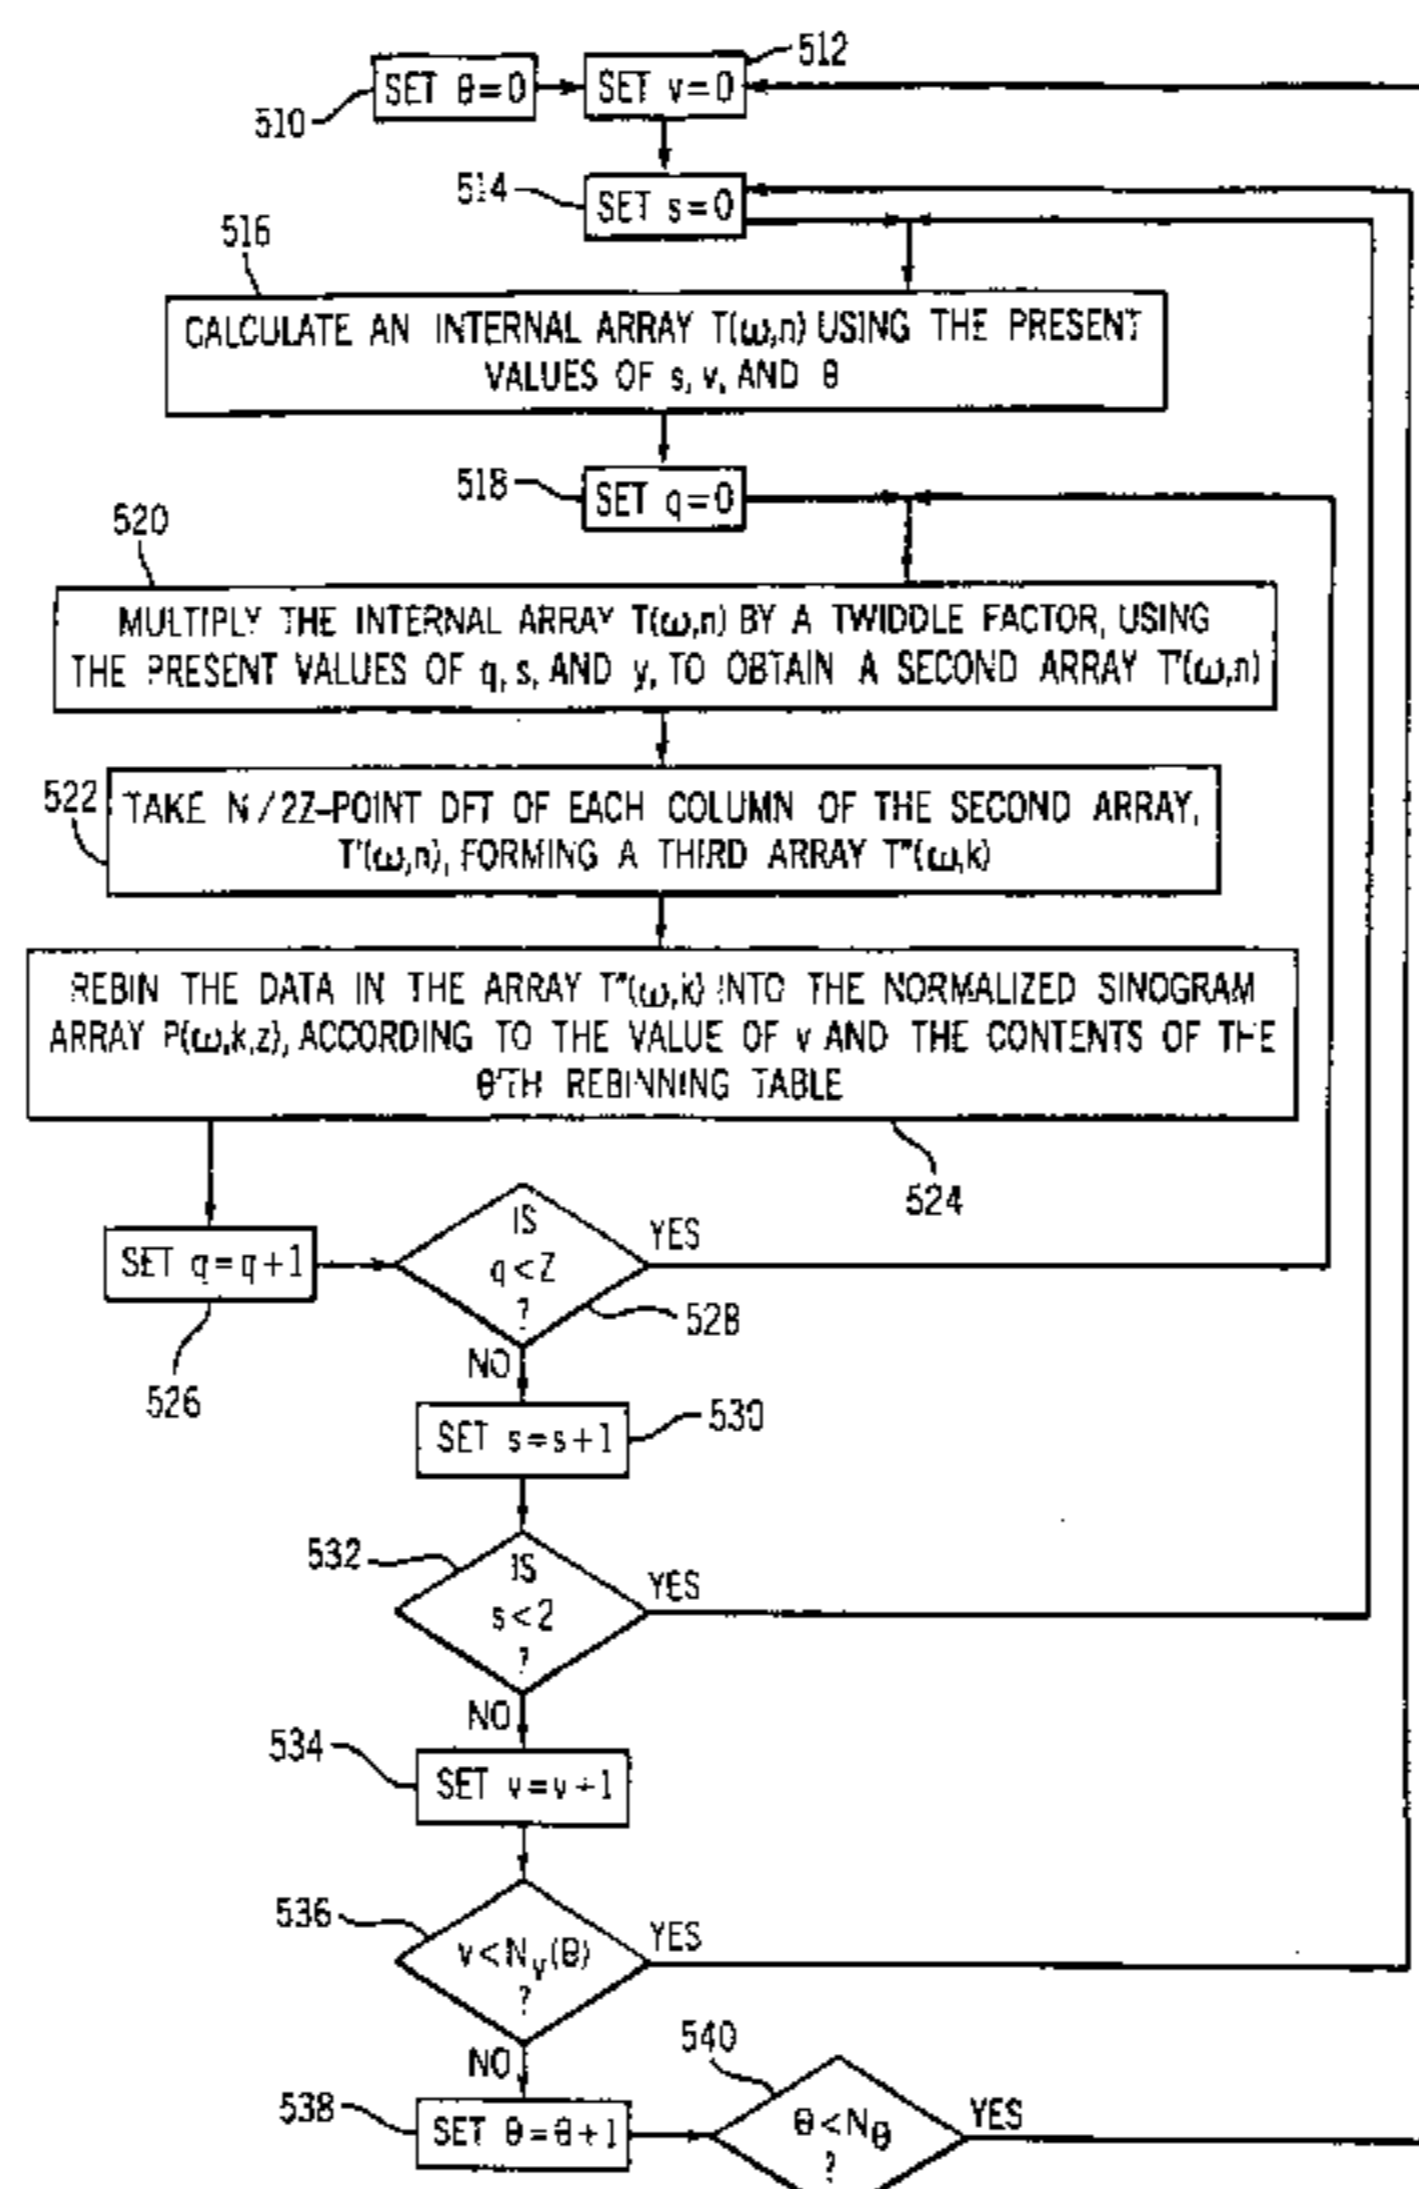 510
SET θ=0
SET v=0
512
514
SET s=0
516
CALCULATE AN INTERNAL ARRAY T(ω,n) USING THE PRESENT
VALUES OF s, v, AND θ
518
SET q=0
520
MULTIPLY THE INTERNAL ARRAY T(ω,n) BY A TWIDDLE FACTOR, USING
THE PRESENT VALUES OF q, s, AND y, TO OBTAIN A SECOND ARRAY T'(ω,n)
522
TAKE N/2Z-POINT DFT OF EACH COLUMN OF THE SECOND ARRAY,
T'(ω,n), FORMING A THIRD ARRAY T"(ω,k)
REBIN THE DATA IN THE ARRAY T"(ω,k) INTO THE NORMALIZED SINOGRAM
ARRAY P(ω,k,z), ACCORDING TO THE VALUE OF v AND THE CONTENTS OF THE
θ'TH REBINNING TABLE
524
SET q=q+1
526
IS
q<Z
?
YES
528
NO
SET s=s+1
530
532
IS
s<2
?
YES
NO
534
SET v=v+1
536
v<Nv(θ)
?
YES
NO
538
SET θ=θ+1
540
θ<Nθ
?
YES